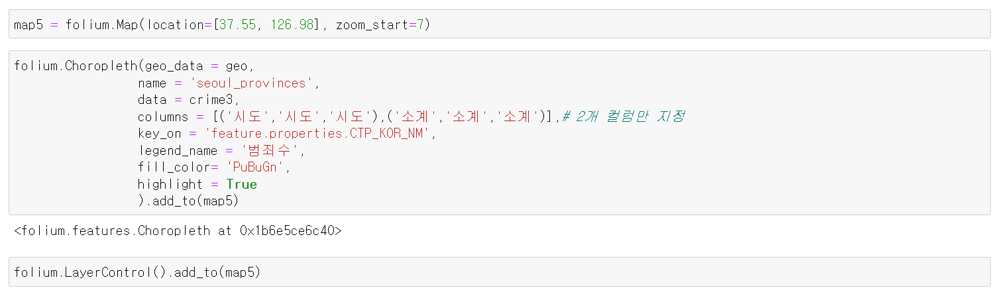 map5 = folium.Map(location=[37.55, 126.98], zoom_start=7)
folium.Choropleth(geo_data = geo,
name = 'seoul_provinces',
data = crime3,
columns = [('시도','시도','시도'),('소계','소계','소계')],# 2개 컬럼만 지정
key_on = 'feature.properties.CTP_KOR_NM',
legend_name = '범죄수',
fill_color= 'PuBuGn',
highlight = True
).add_to(map5)
<folium.features.Choropleth at 0x1b6e5ce6c40>
folium.LayerControl().add_to(map5)